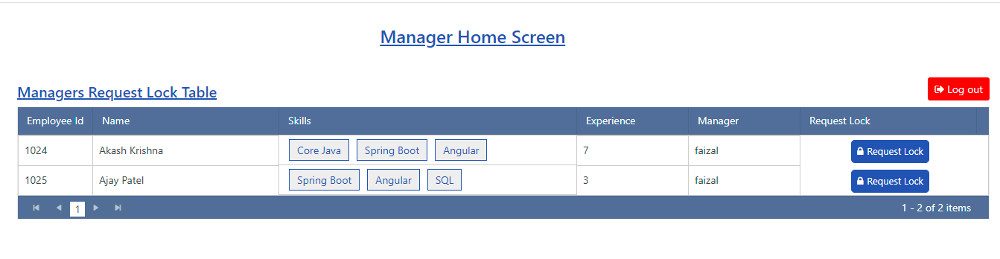 Manager Home Screen
Managers Request Lock Table
Log out
Employee Id Name Skills Experience Manager Request Lock
1024 Akash Krishna Core Java Spring Boot Angular 7 faizal Request Lock
1025 Ajay Patel Spring Boot Angular SQL 3 faizal Request Lock
1 1 - 2 of 2 items